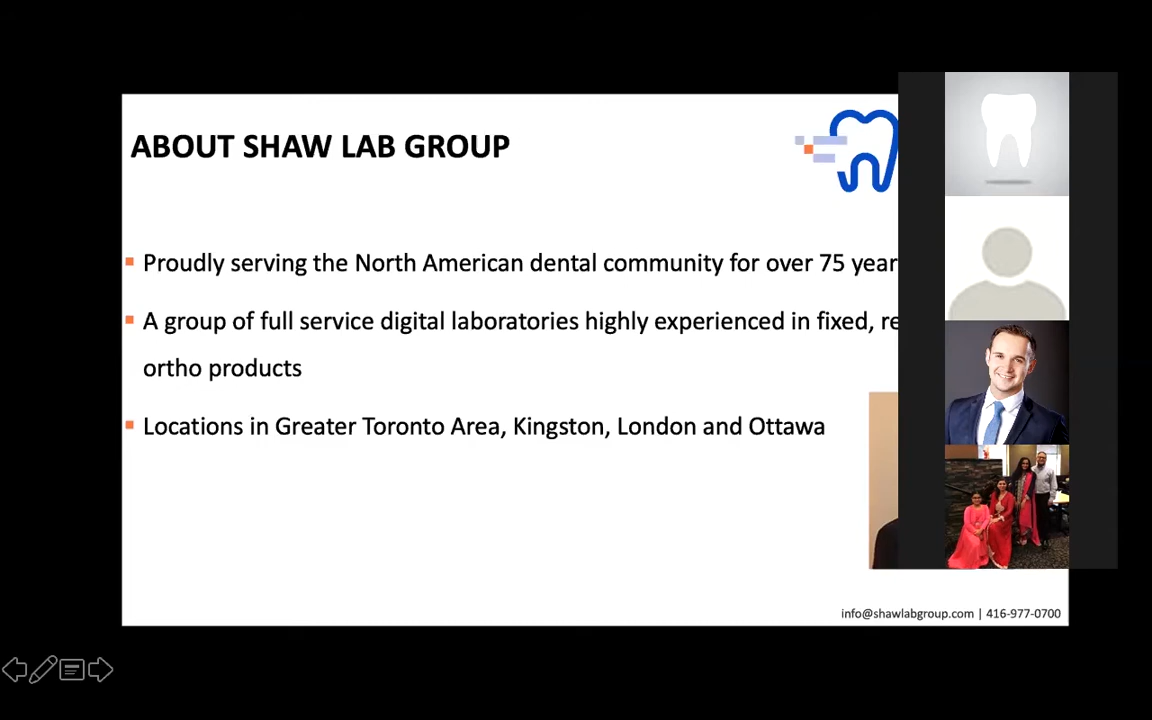 ABOUT SHAW LAB GROUP
Proudly serving the North American dental community for over 75 year
A group of full service digital laboratories highly experienced in fixed, re
ortho products
Locations in Greater Toronto Area, Kingston, London and Ottawa
info@shawlabgroup.com | 416-977-0700